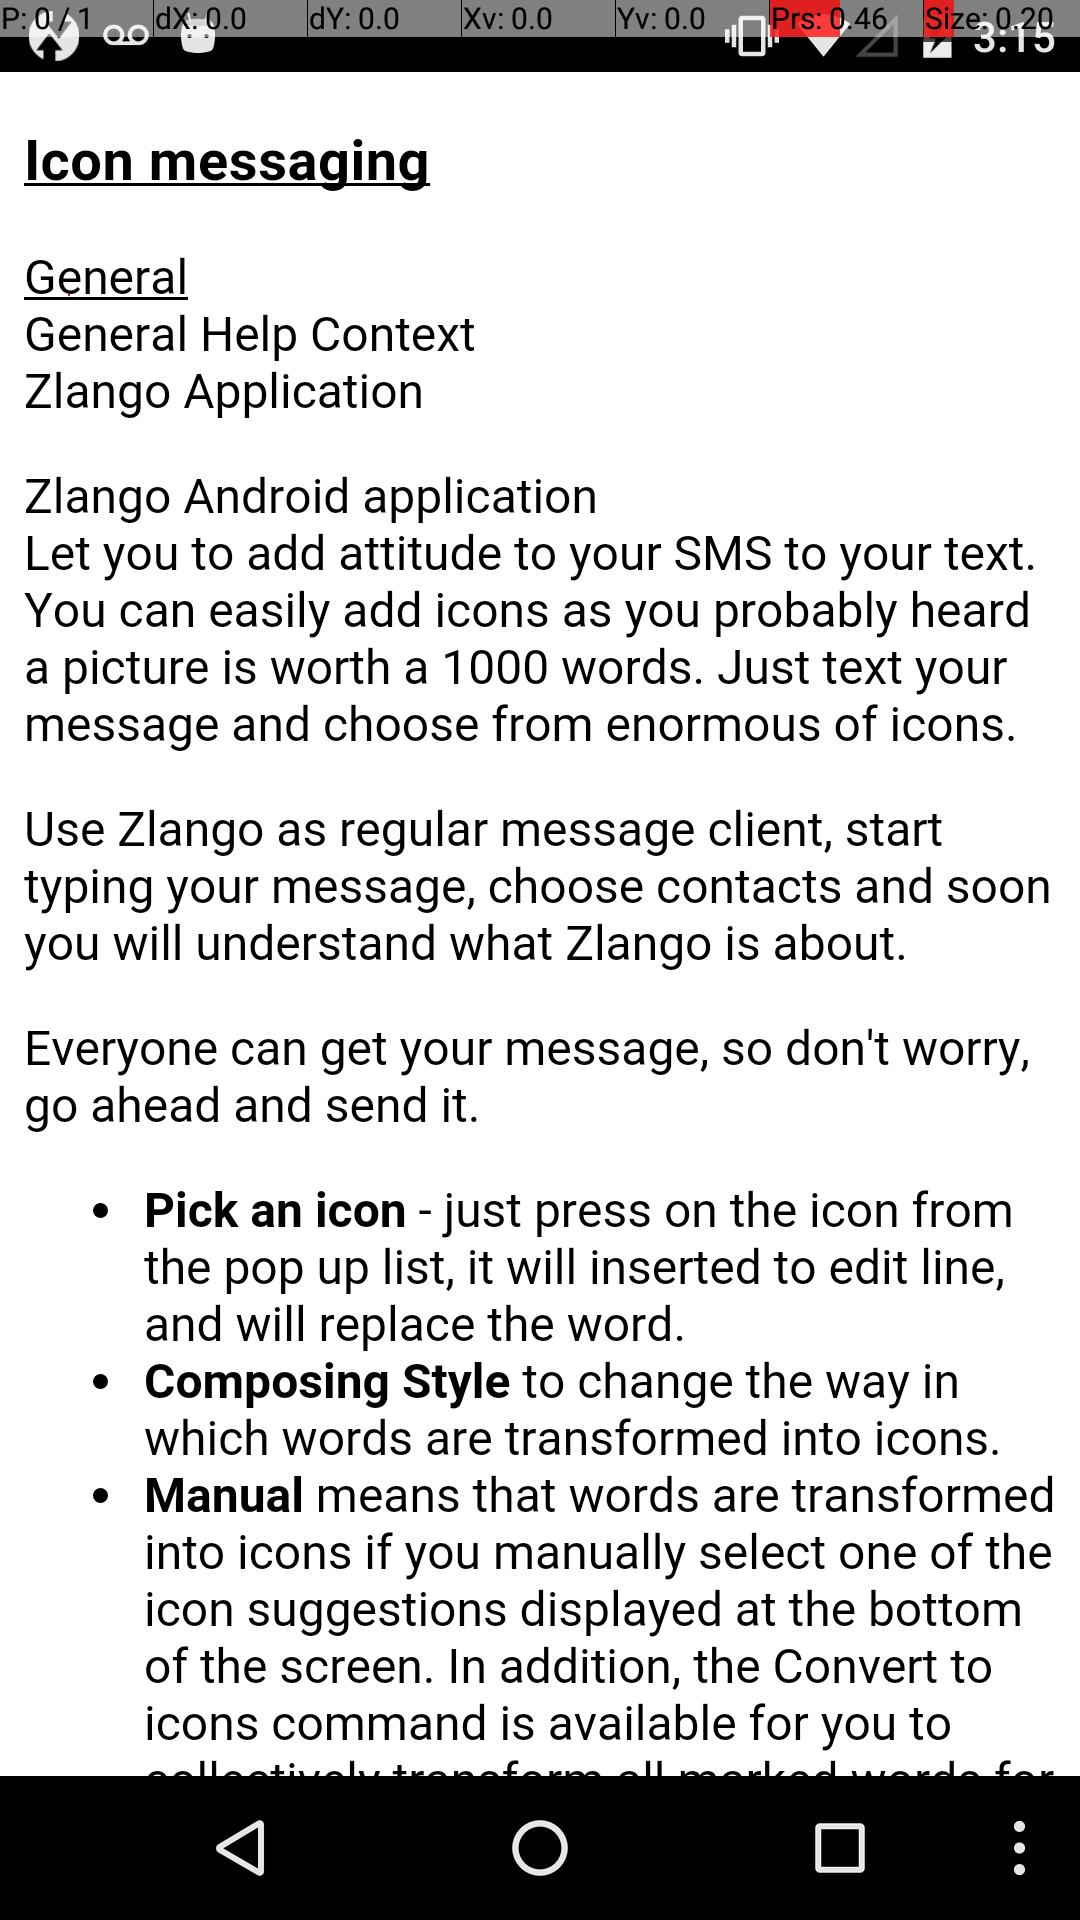 P: 0 / 1 dX: 0.0 dY: 0.0 Xv: 0.0 Yv: 0.0 Prs: 0.46 Size: 0.20
3:15
Icon messaging
General
General Help Context
Zlango Application
Zlango Android application
Let you to add attitude to your SMS to your text.
You can easily add icons as you probably heard
a picture is worth a 1000 words. Just text your
message and choose from enormous of icons.
Use Zlango as regular message client, start
typing your message, choose contacts and soon
you will understand what Zlango is about.
Everyone can get your message, so don't worry,
go ahead and send it.
• Pick an icon - just press on the icon from
the pop up list, it will inserted to edit line,
and will replace the word.
• Composing Style to change the way in
which words are transformed into icons.
• Manual means that words are transformed
into icons if you manually select one of the
icon suggestions displayed at the bottom
of the screen. In addition, the Convert to
icons command is available for you to
collectively transform all marked words for